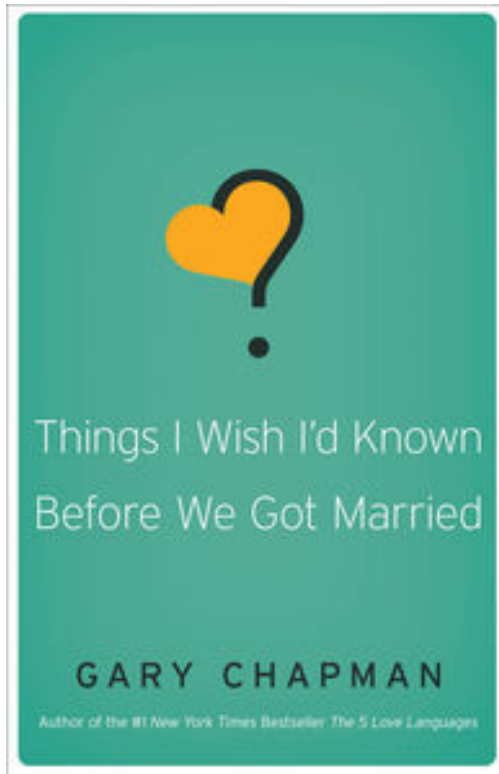 Things I Wish I'd Known
Before We Got Married
GARY CHAPMAN
Author of the #1 New York Times Bestseller The 5 Love Languages